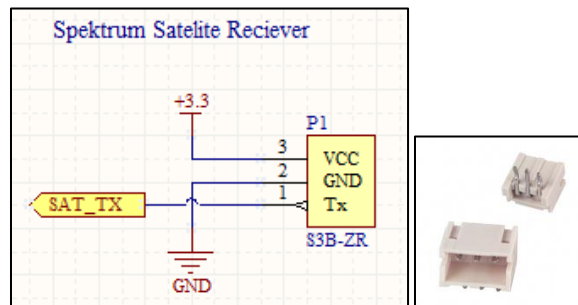 Spektrum Satelite Reciever
+3.3
P1
3 VCC
2 GND
SAT_TX 1 Tx
S3B-ZR
GND